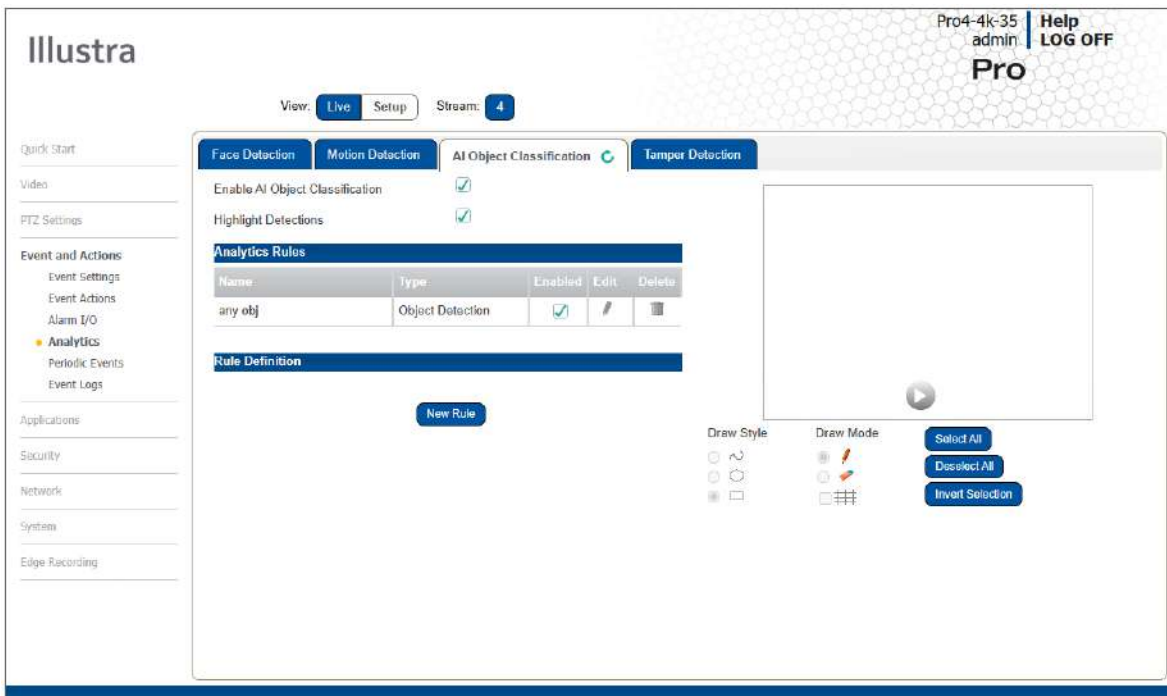 Illustra
Pro4-4k-35 Help
admin LOG OFF
Pro
View: Live Setup Stream: 4
Quick Start
Video
PTZ Settings
Event and Actions
Event Settings
Event Actions
Alarm I/O
Analytics
Periodic Events
Event Logs
Applications
Security
Network
System
Edge Recording
Face Detection Motion Detection AI Object Classification Tamper Detection
Enable AI Object Classification
Highlight Detections
Analytics Rules
Name Type Enabled Edit Delete
any obj Object Detection
Rule Definition
New Rule
Draw Style Draw Mode
Select All
Deselect All
Invert Selection